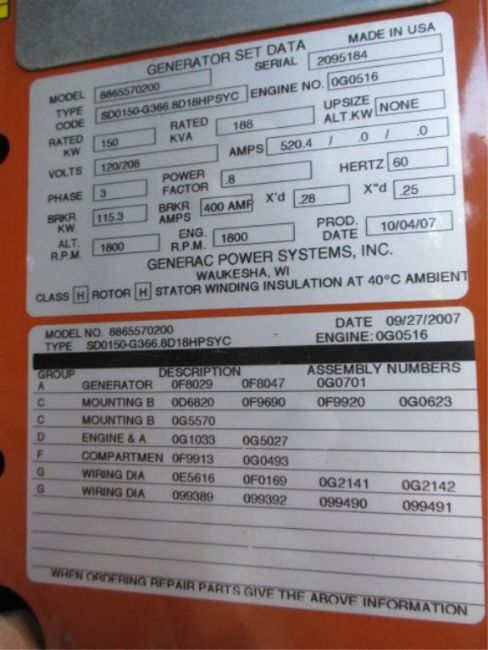 GENERATOR SET DATA MADE IN USA
MODEL 8865570200 SERIAL 2095184
TYPE CODE SD0150-G366.8D18HPSYC ENGINE NO. 0G0516
RATED KW 150 RATED KVA 188 UPSIZE ALT.KW NONE
VOLTS 120/208 AMPS 520.4 / .0 / .0
PHASE 3 POWER FACTOR .8 HERTZ 60
BRKR KW 115.3 BRKR AMPS 400 AMP X'd .28 X"d .25
ALT. R.P.M. 1800 ENG. R.P.M. 1800 PROD. DATE 10/04/07
GENERAC POWER SYSTEMS, INC.
WAUKESHA, WI
CLASS H ROTOR H STATOR WINDING INSULATION AT 40°C AMBIENT
MODEL NO. 8865570200 DATE 09/27/2007
TYPE SD0150-G366.8D18HPSYC ENGINE: 0G0516
GROUP DESCRIPTION ASSEMBLY NUMBERS
A GENERATOR 0F8029 0F8047 0G0701
C MOUNTING B 0D6820 0F9690 0F9920 0G0623
C MOUNTING B 0G5570
D ENGINE & A 0G1033 0G5027
F COMPARTMEN 0F9913 0G0493
G WIRING DIA 0E5616 0F0169 0G2141 0G2142
G WIRING DIA 099389 099392 099490 099491
WHEN ORDERING REPAIR PARTS GIVE THE ABOVE INFORMATION